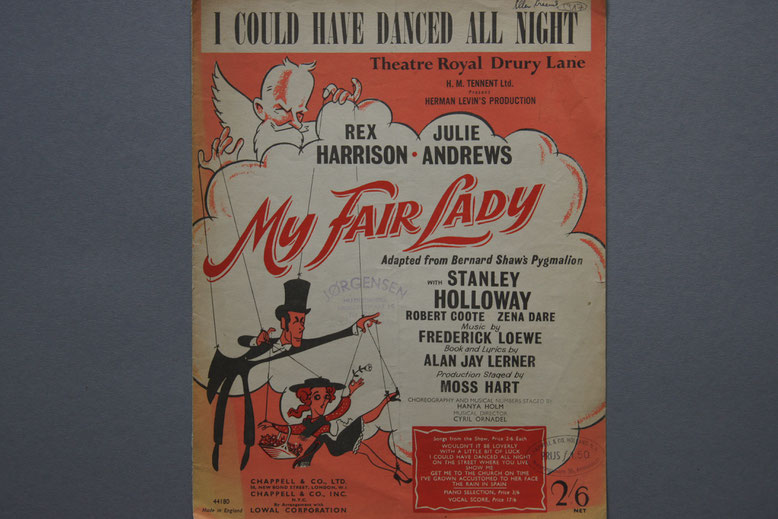 I COULD HAVE DANCED ALL NIGHT
Theatre Royal Drury Lane
H. M. TENNENT Ltd.
Present
HERMAN LEVIN'S PRODUCTION
REX HARRISON • JULIE ANDREWS
MY FAIR LADY
Adapted from Bernard Shaw's Pygmalion
WITH STANLEY
HOLLOWAY
ROBERT COOTE ZENA DARE
Music by
FREDERICK LOEWE
Book and Lyrics by
ALAN JAY LERNER
Production Staged by
MOSS HART
CHOREOGRAPHY AND MUSICAL NUMBERS STAGED BY
HANYA HOLM
MUSICAL DIRECTOR
CYRIL ORNADEL
JØRGENSEN
Songs from the Show, Price 2/6 Each
WOULDN'T IT BE LOVERLY
WITH A LITTLE BIT OF LUCK
I COULD HAVE DANCED ALL NIGHT
ON THE STREET WHERE YOU LIVE
SHOW ME
GET ME TO THE CHURCH ON TIME
I'VE GROWN ACCUSTOMED TO HER FACE
THE RAIN IN SPAIN
PIANO SELECTION, Price 5/6
VOCAL SCORE, Price 17/6
CHAPPELL & CO., LTD.
50, NEW BOND STREET, LONDON, W.1
CHAPPELL & CO., INC.
N.Y.C.
By Arrangement with
LOWAL CORPORATION
44180
Made in England
2/6
NET